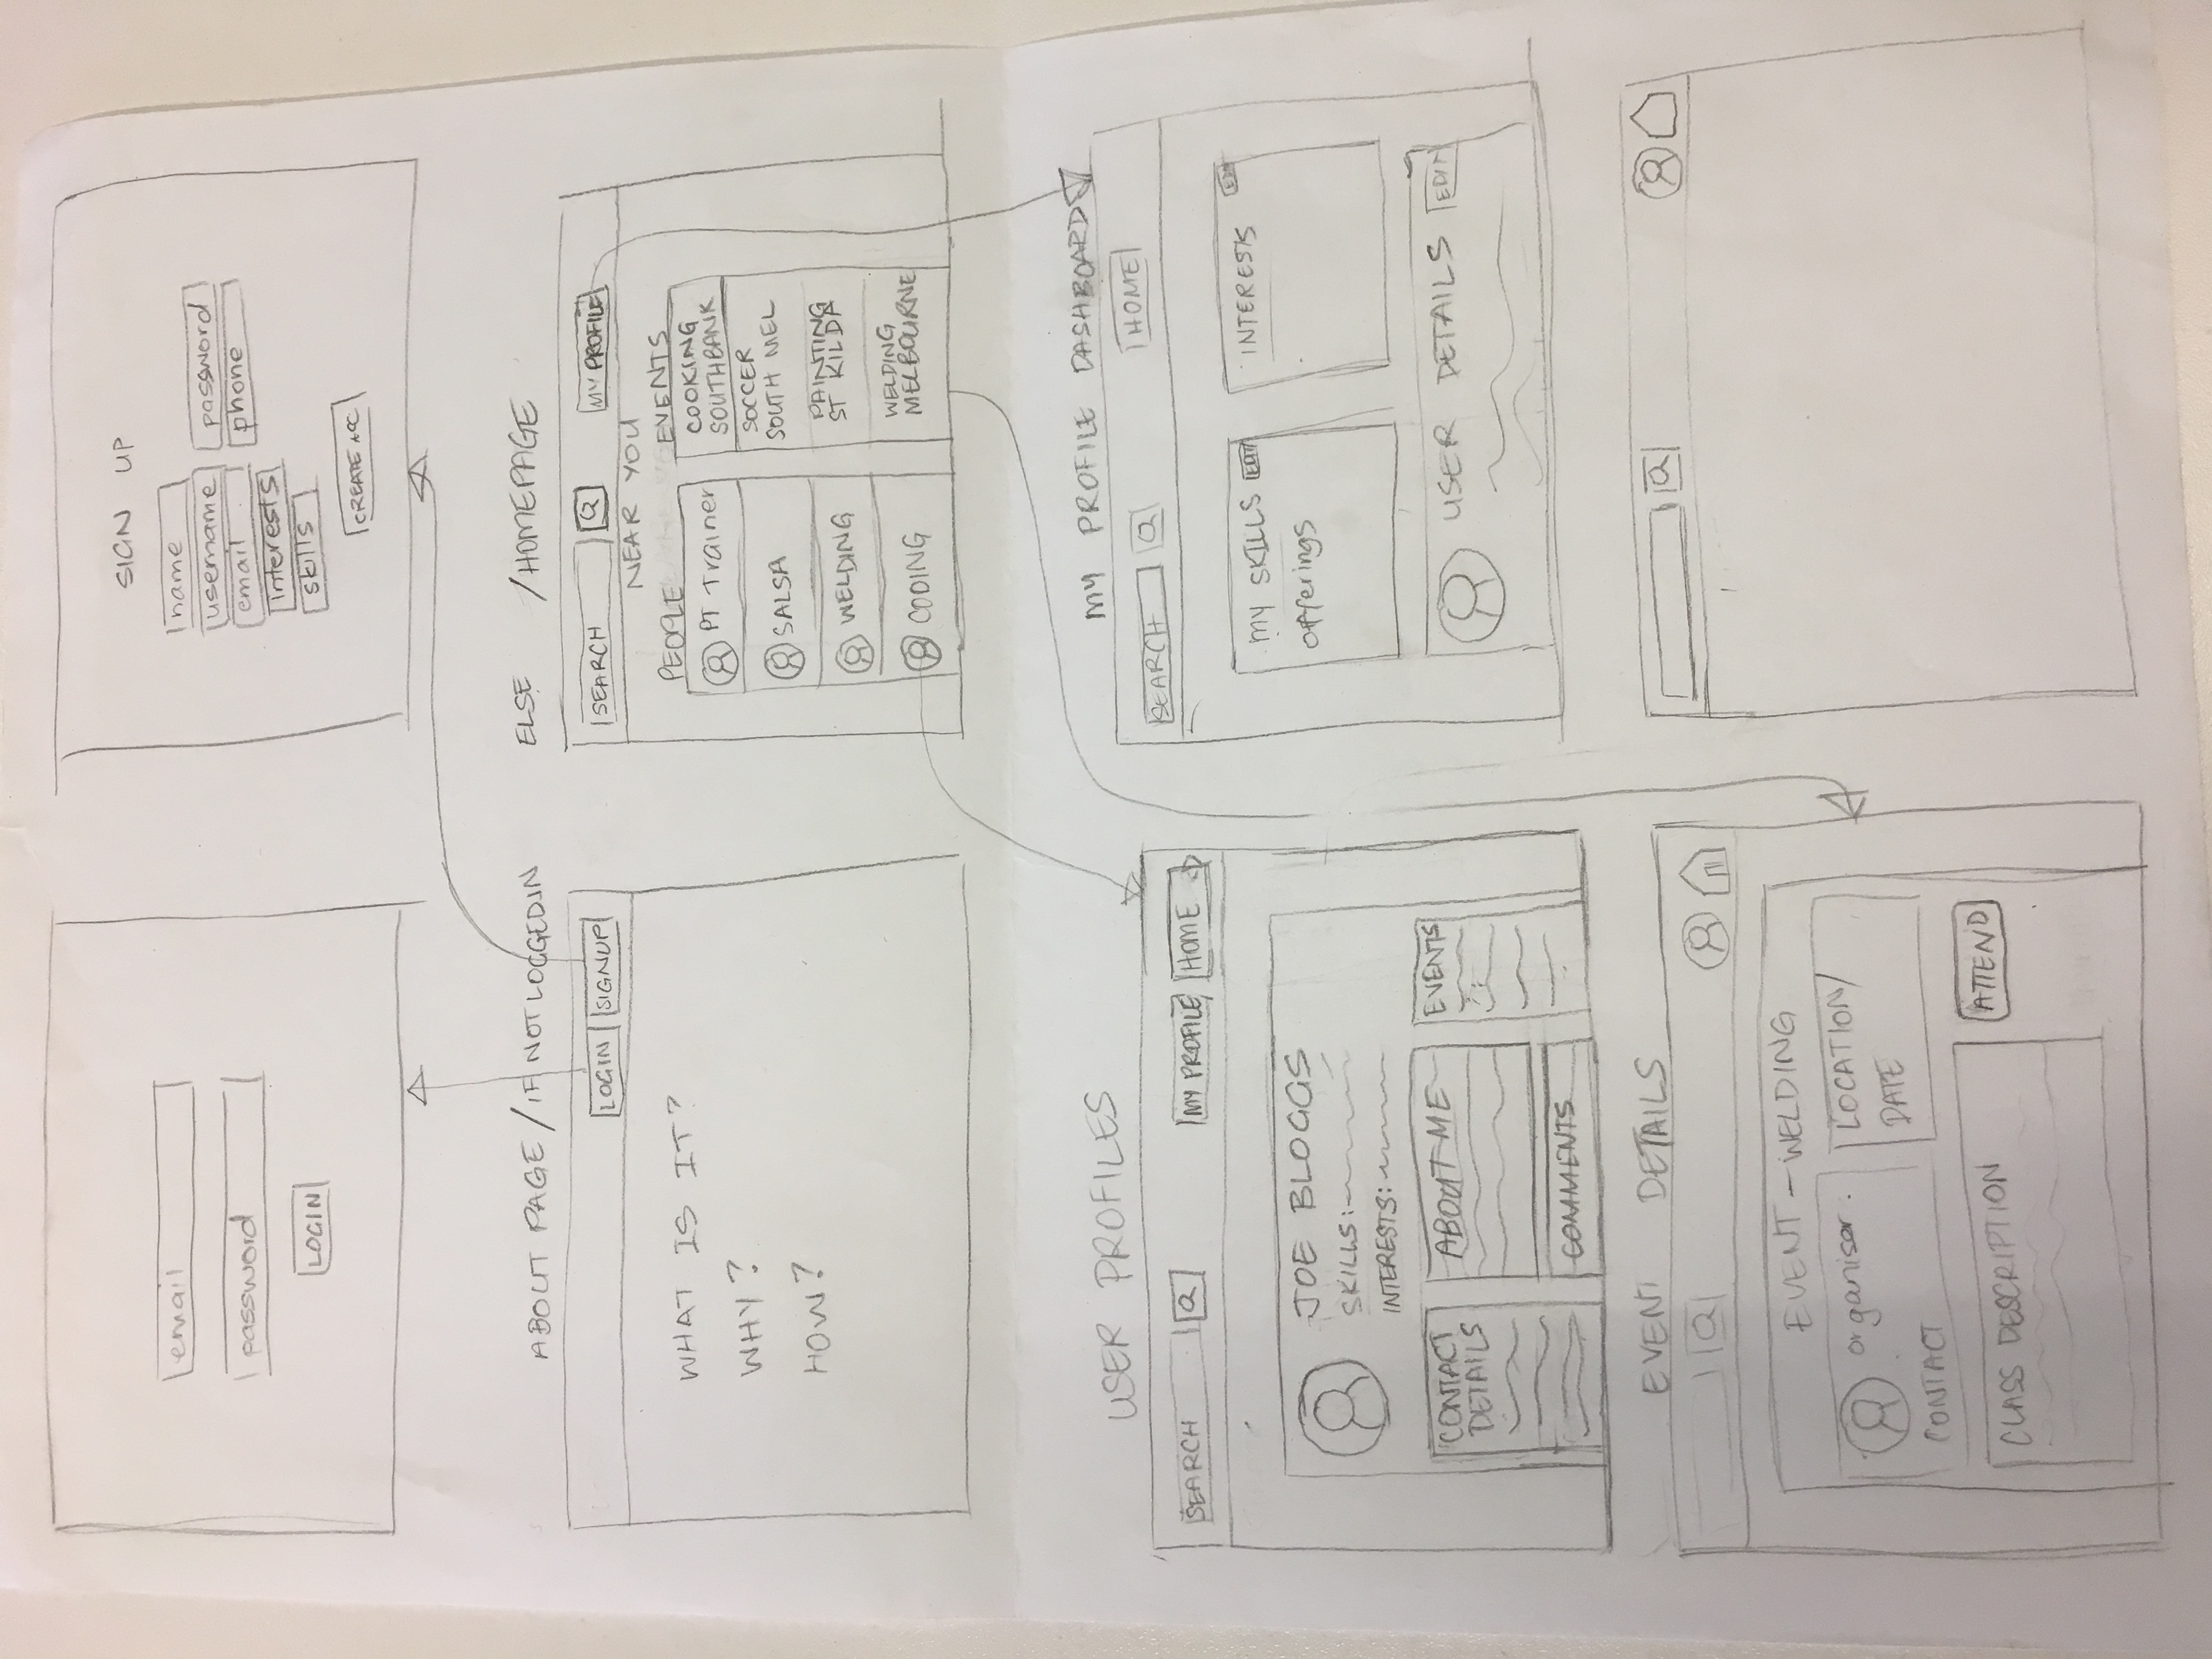 email
password
LOGIN
SIGN UP
name
username
password
email
phone
interests
skills
CREATE ACC
ABOUT PAGE / IF NOT LOGGED IN
LOGIN
SIGNUP
WHAT IS IT?
WHY?
HOW?
ELSE /HOMEPAGE
SEARCH
MY PROFILE
NEAR YOU
PEOPLE
PT Trainer
SALSA
WELDING
CODING
EVENTS
COOKING
SOUTHBANK
SOCCER
SOUTH MEL
PAINTING
ST KILDA
WELDING
MELBOURNE
USER PROFILES
SEARCH
MY PROFILE
HOME
JOE BLOGGS
SKILLS:
INTERESTS:
CONTACT
DETAILS
ABOUT ME
COMMENTS
EVENTS
MY PROFILE DASHBOARD
SEARCH
HOME
MY SKILLS
EDIT
offerings
INTERESTS
EDIT
USER DETAILS
EDIT
EVENT DETAILS
EVENT - WELDING
organiser.
CONTACT
LOCATION/
DATE
CLASS DESCRIPTION
ATTEND